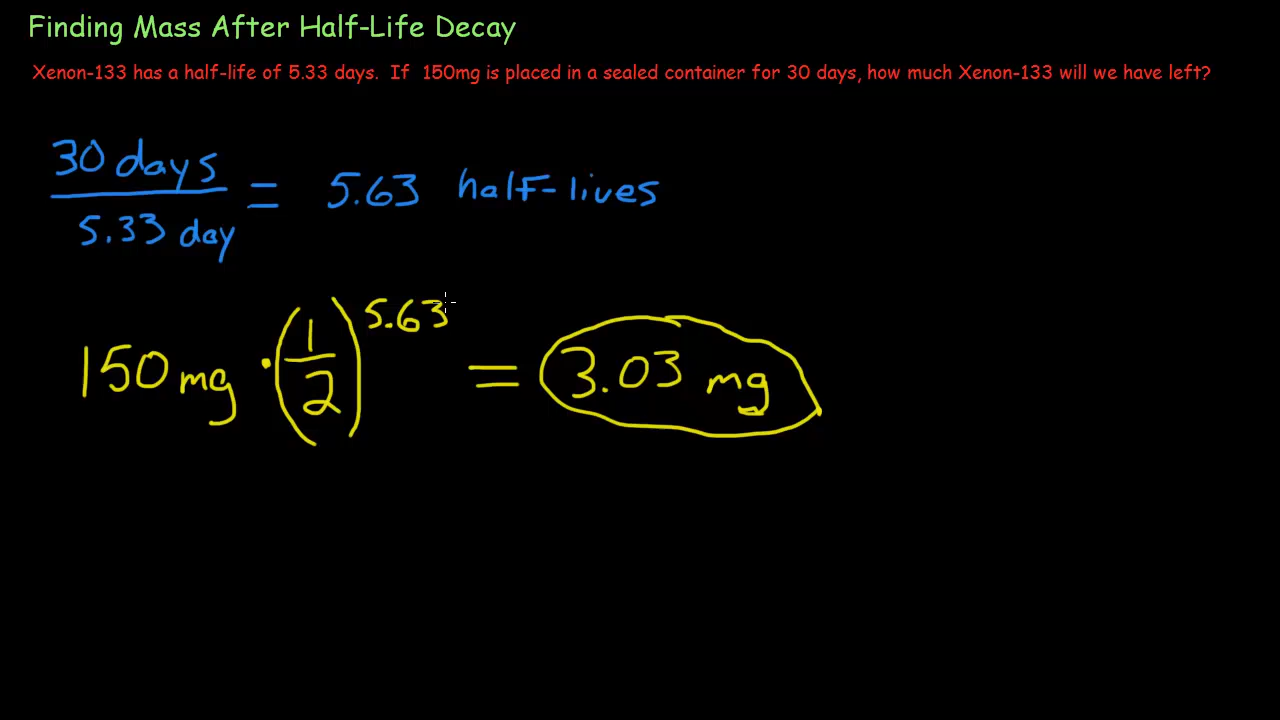 Finding Mass After Half-Life Decay
Xenon-133 has a half-life of 5.33 days. If 150mg is placed in a sealed container for 30 days, how much Xenon-133 will we have left?
30 days
= 5.63 half-lives
5.33 day
150 mg · (1/2)^5.63 = 3.03 mg